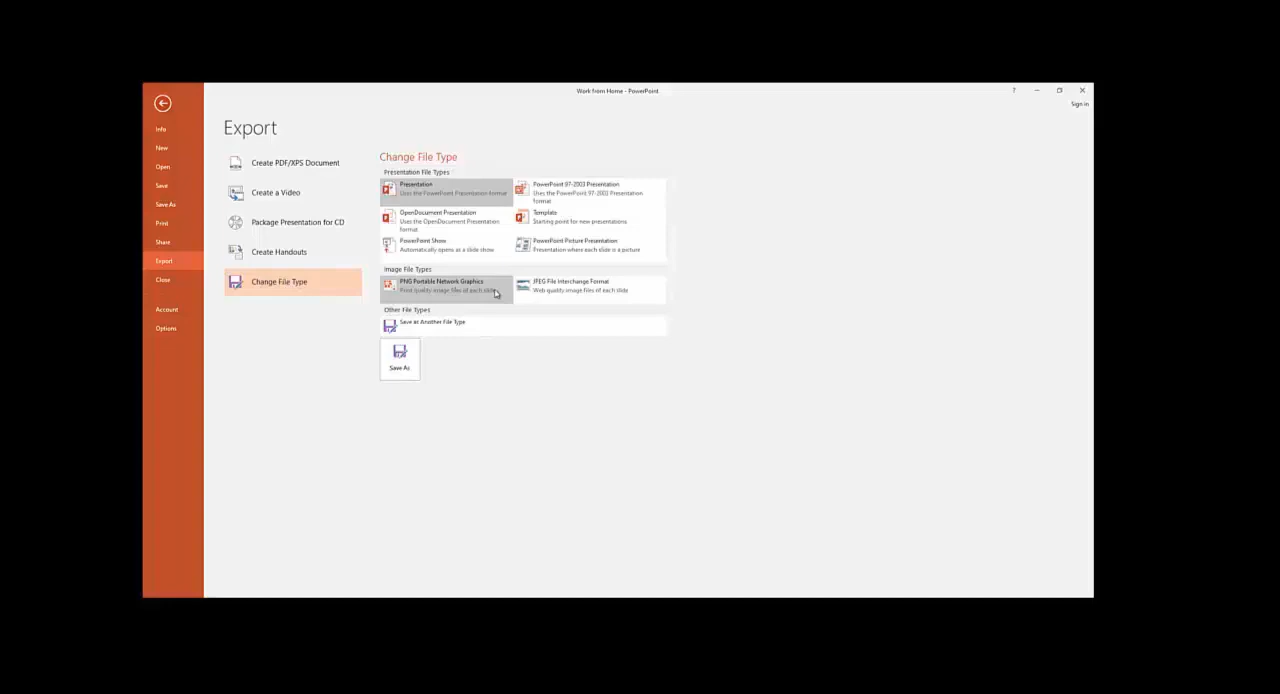 Work from Home - PowerPoint
?
Sign in
Info
New
Open
Save
Save As
Print
Share
Export
Close
Account
Options
Export
Create PDF/XPS Document
Create a Video
Package Presentation for CD
Create Handouts
Change File Type
Change File Type
Presentation File Types
Presentation
Uses the PowerPoint Presentation format
PowerPoint 97-2003 Presentation
Uses the PowerPoint 97-2003 Presentation
format
OpenDocument Presentation
Uses the OpenDocument Presentation
format
Template
Starting point for new presentations
PowerPoint Show
Automatically opens as a slide show
PowerPoint Picture Presentation
Presentation where each slide is a picture
Image File Types
PNG Portable Network Graphics
Print quality image files of each slide
JPEG File Interchange Format
Web quality image files of each slide
Other File Types
Save as Another File Type
Save As